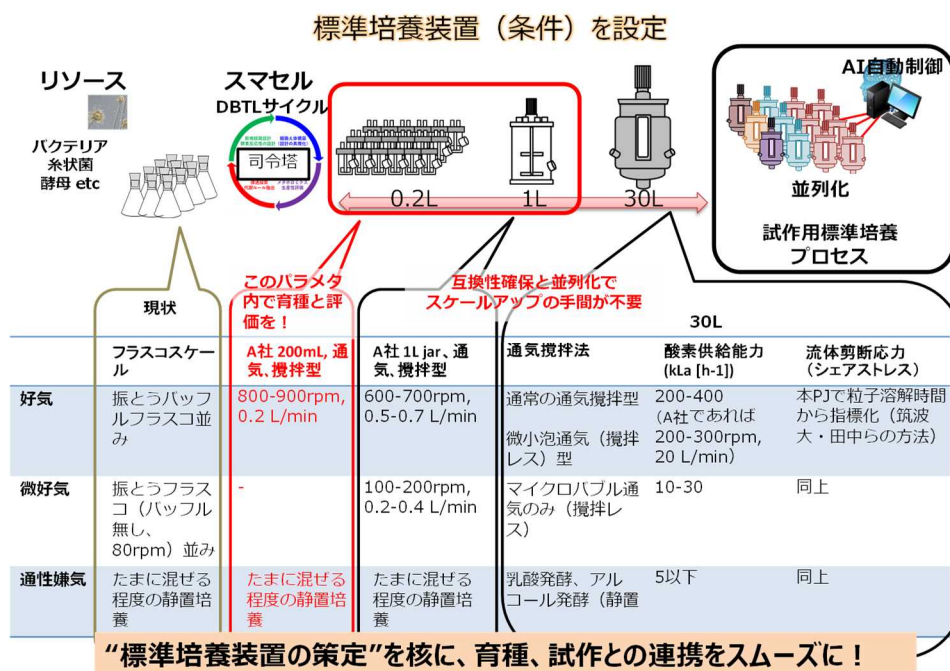 標準培養装置（条件）を設定
リソース
バクテリア
糸状菌
酵母 etc
スマセル
DBTLサイクル
司令塔
0.2L
1L
30L
AI自動制御
並列化
試作用標準培養
プロセス
現状
このパラメタ
内で育種と評
価を！
互換性確保と並列化で
スケールアップの手間が不要
30L
フラスコスケ
ール
A社 200mL, 通
気、攪拌型
A社 1L jar、通
気、攪拌型
通気撹拌法
酸素供給能力
(kLa [h-1])
流体剪断応力
（シェアストレス）
好気
振とうバッフ
ルフラスコ並
み
800-900rpm,
0.2 L/min
600-700rpm,
0.5-0.7 L/min
通常の通気攪拌型
微小泡通気（攪拌
レス）型
200-400
（A社であれば
200-300rpm,
20 L/min）
本PJで粒子溶解時間
から指標化（筑波
大・田中らの方法）
微好気
振とうフラス
コ（バッフル
無し、
80rpm）並み
-
100-200rpm,
0.2-0.4 L/min
マイクロバブル通
気のみ（攪拌レ
ス）
10-30
同上
通性嫌気
たまに混ぜる
程度の静置培
養
たまに混ぜる
程度の静置培
養
たまに混ぜる
程度の静置培
養
乳酸発酵、アル
コール発酵（静置
5以下
同上
“標準培養装置の策定”を核に、育種、試作との連携をスムーズに！